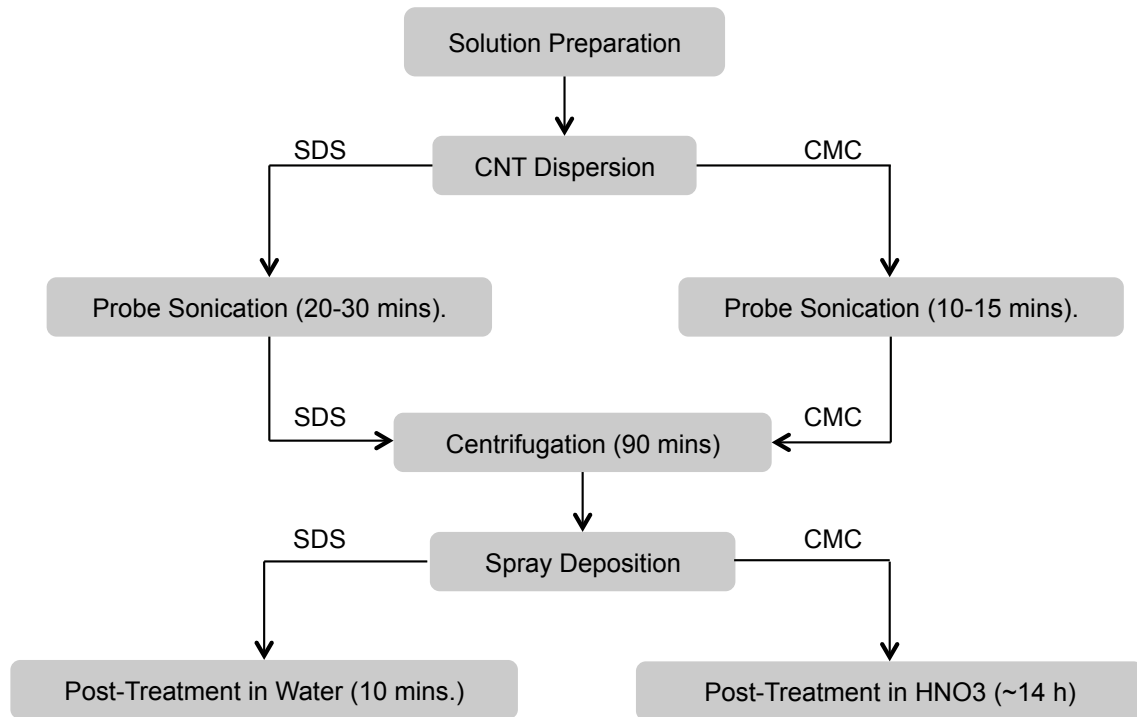 Solution Preparation
SDS
CMC
CNT Dispersion
Probe Sonication (20-30 mins).
Probe Sonication (10-15 mins).
SDS
CMC
Centrifugation (90 mins)
SDS
CMC
Spray Deposition
Post-Treatment in Water (10 mins.)
Post-Treatment in HNO3 (~14 h)